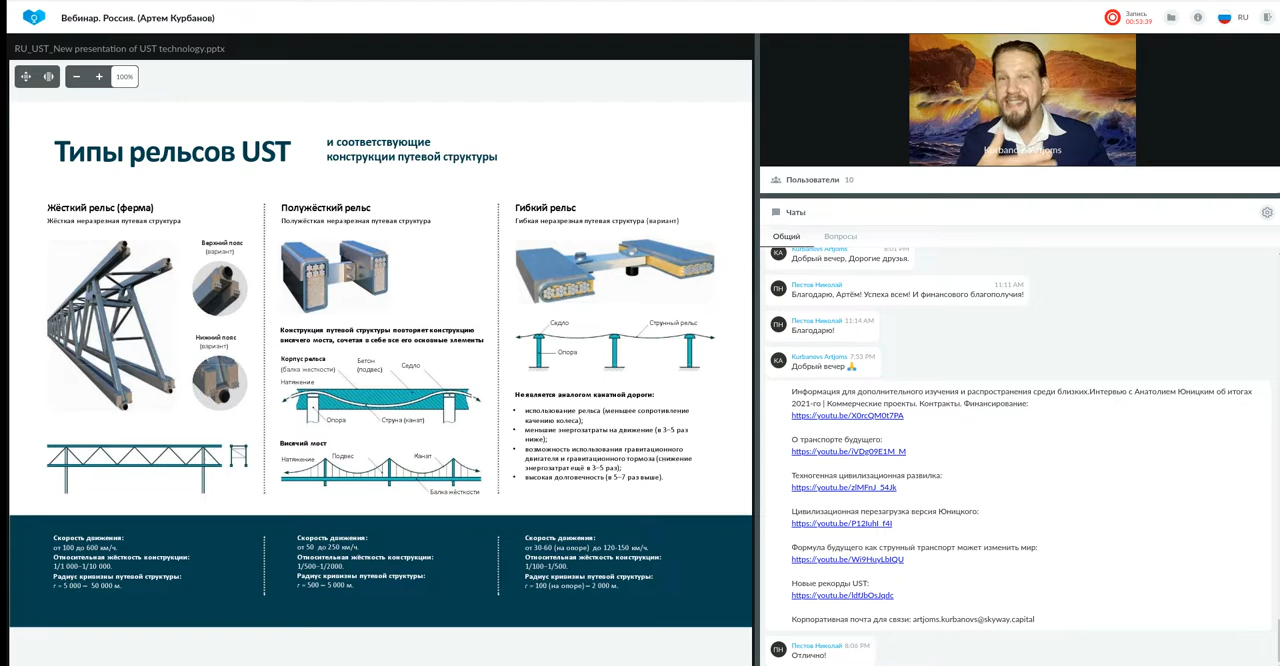 Вебинар. Россия. (Артем Курбанов)
Запись
00:53:39
RU
RU_UST_New presentation of UST technology.pptx
100%
Типы рельсов UST
и соответствующие
конструкции путевой структуры
Жёсткий рельс (ферма)
Жёсткая неразрезная путевая структура
Верхний пояс
(вариант)
Нижний пояс
(вариант)
Полужёсткий рельс
Полужёсткая неразрезная путевая структура
Конструкция путевой структуры повторяет конструкцию
висячего моста, сочетая в себе все его основные элементы
Корпус рельса
(балка жесткости)
Бетон
(подвес)
Седло
Натяжение
Опора
Струна (канат)
Висячий мост
Натяжение
Подвес
Канат
Балка жёсткости
Гибкий рельс
Гибкая неразрезная путевая структура (вариант)
Седло
Струнный рельс
Опора
Не является аналогом канатной дороги:
• использование рельса (меньшее сопротивление
качению колеса);
• меньшие энергозатраты на движение (в 3–5 раз
ниже);
• возможность использования гравитационного
двигателя и гравитационного тормоза (снижение
энергозатрат ещё в 3–5 раз);
• высокая долговечность (в 5–7 раз выше).
Скорость движения:
от 100 до 600 км/ч.
Относительная жёсткость конструкции:
1/1 000–1/10 000.
Радиус кривизны путевой структуры:
r = 5 000 – 50 000 м.
Скорость движения:
от 50 до 250 км/ч.
Относительная жёсткость конструкции:
1/500–1/2000.
Радиус кривизны путевой структуры:
r = 500 – 5 000 м.
Скорость движения:
от 30-60 (на опоре) до 120-150 км/ч.
Относительная жёсткость конструкции:
1/100–1/500.
Радиус кривизны путевой структуры:
r = 100 (на опоре) – 2 000 м.
Kurbanovs Artjoms
Пользователи 10
Чаты
Общий
Вопросы
KA
Kurbanovs Artjoms 8:01 PM
Добрый вечер, Дорогие друзья.
ПН
Пестов Николай 11:11 AM
Благодарю, Артём! Успеха всем! И финансового благополучия!
ПН
Пестов Николай 11:14 AM
Благодарю!
KA
Kurbanovs Artjoms 7:53 PM
Добрый вечер 🙏
Информация для дополнительного изучения и распространения среди близких.Интервью с Анатолием Юницким об итогах
2021-го | Коммерческие проекты. Контракты. Финансирование:
https://youtu.be/X0rcQM0t7PA
О транспорте будущего:
https://youtu.be/iVDg09E1M_M
Техногенная цивилизационная развилка:
https://youtu.be/zlMFnJ_54Jk
Цивилизационная перезагрузка версия Юницкого:
https://youtu.be/P12IuhI_f4I
Формула будущего как струнный транспорт может изменить мир:
https://youtu.be/Wi9HuyLbIQU
Новые рекорды UST:
https://youtu.be/ldfJbOsJqdc
Корпоративная почта для связи: artjoms.kurbanovs@skyway.capital
ПН
Пестов Николай 8:06 PM
Отлично!